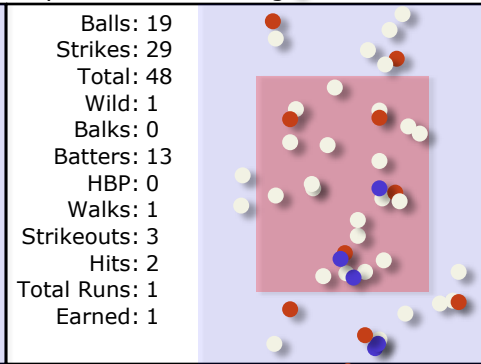 Balls: 19
Strikes: 29
Total: 48
Wild: 1
Balks: 0
Batters: 13
HBP: 0
Walks: 1
Strikeouts: 3
Hits: 2
Total Runs: 1
Earned: 1